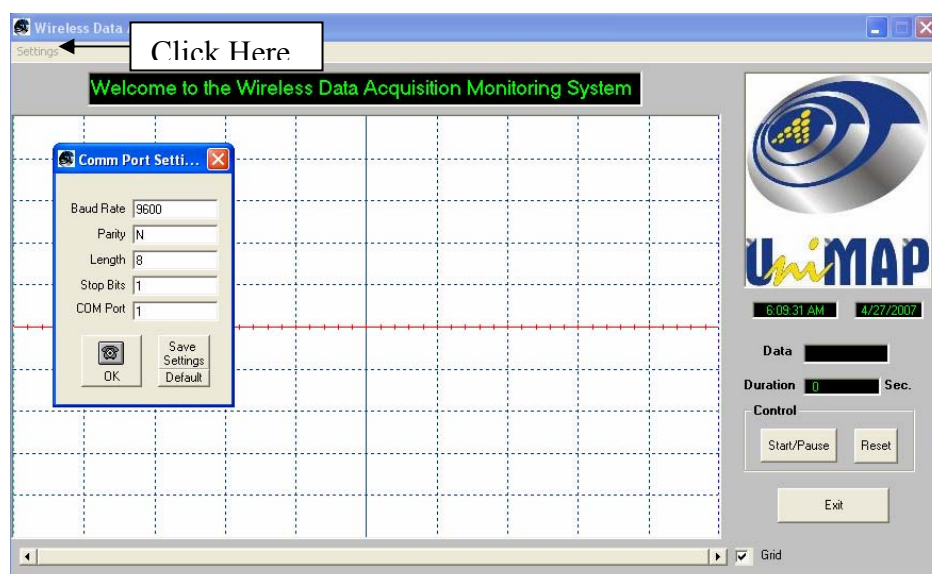 Wireless Data
Settings
Click Here
Welcome to the Wireless Data Acquisition Monitoring System
Comm Port Setti...
Baud Rate 9600
Parity N
Length 8
Stop Bits 1
COM Port 1
OK
Save
Settings
Default
UniMAP
6:09:31 AM 4/27/2007
Data
Duration 0 Sec.
Control
Start/Pause Reset
Exit
Grid